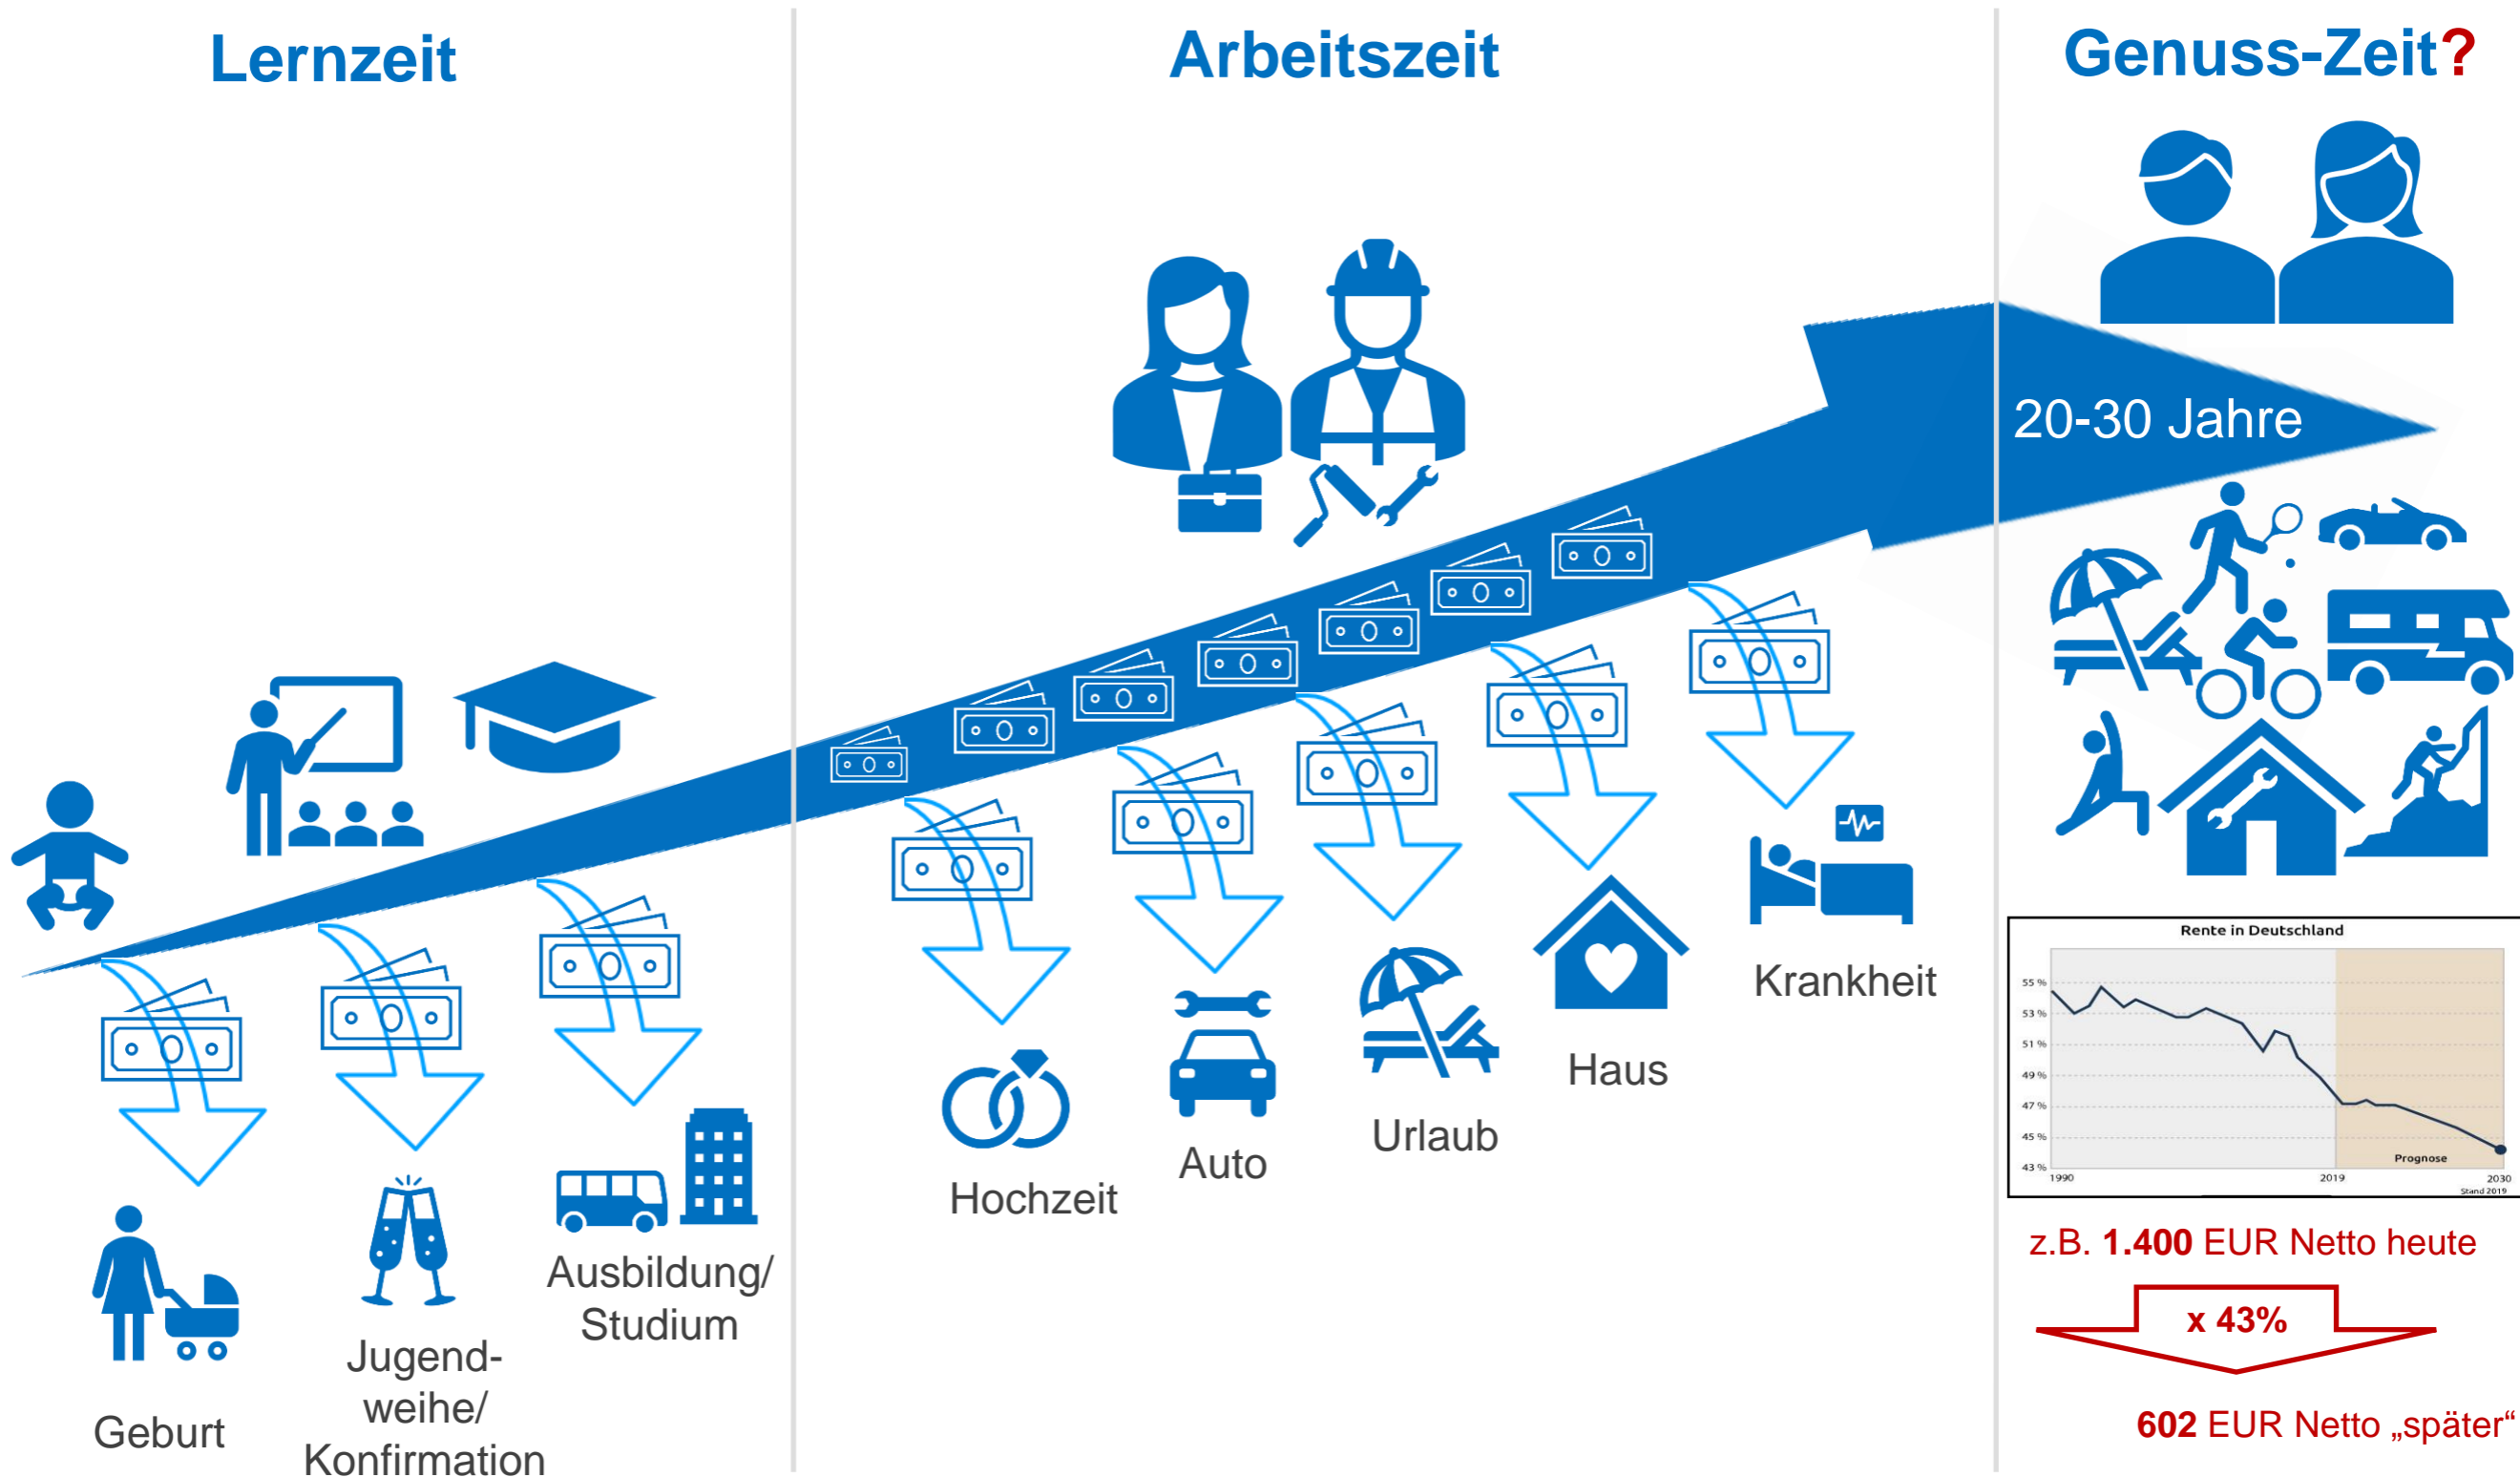 Lernzeit
Arbeitszeit
Genuss-Zeit?
20-30 Jahre
Geburt
Jugend-
weihe/
Konfirmation
Ausbildung/
Studium
Hochzeit
Auto
Urlaub
Haus
Krankheit
Rente in Deutschland
55 %
53 %
51 %
49 %
47 %
45 %
43 %
Prognose
1990
2019
2030
Stand 2019
z.B. 1.400 EUR Netto heute
x 43%
602 EUR Netto „später“